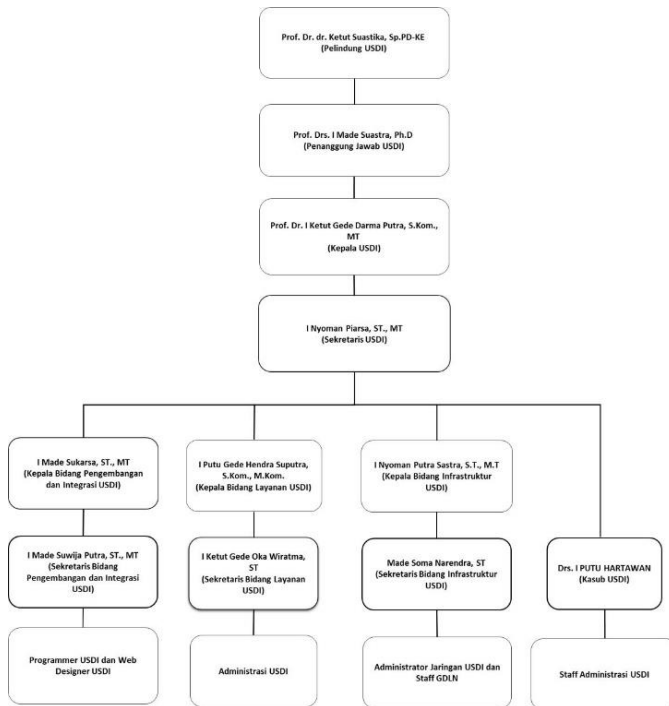 Prof. Dr. dr. Ketut Suastika, Sp.PD-KE
(Pelindung USDI)
Prof. Drs. I Made Suastra, Ph.D
(Penanggung Jawab USDI)
Prof. Dr. I Ketut Gede Darma Putra, S.Kom.,
MT
(Kepala USDI)
I Nyoman Piarsa, ST., MT
(Sekretaris USDI)
I Made Sukarsa, ST., MT
(Kepala Bidang Pengembangan
dan Integrasi USDI)
I Putu Gede Hendra Suputra,
S.Kom., M.Kom.
(Kepala Bidang Layanan USDI)
I Nyoman Putra Sastra, S.T., M.T
(Kepala Bidang Infrastruktur
USDI)
I Made Suwija Putra, ST., MT
(Sekretaris Bidang
Pengembangan dan Integrasi
USDI)
I Ketut Gede Oka Wiratma,
ST
(Sekretaris Bidang Layanan
USDI)
Made Soma Narendra, ST
(Sekretaris Bidang Infrastruktur
USDI)
Drs. I PUTU HARTAWAN
(Kasub USDI)
Programmer USDI dan Web
Designer USDI
Administrasi USDI
Administrator Jaringan USDI dan
Staff GDLN
Staff Administrasi USDI